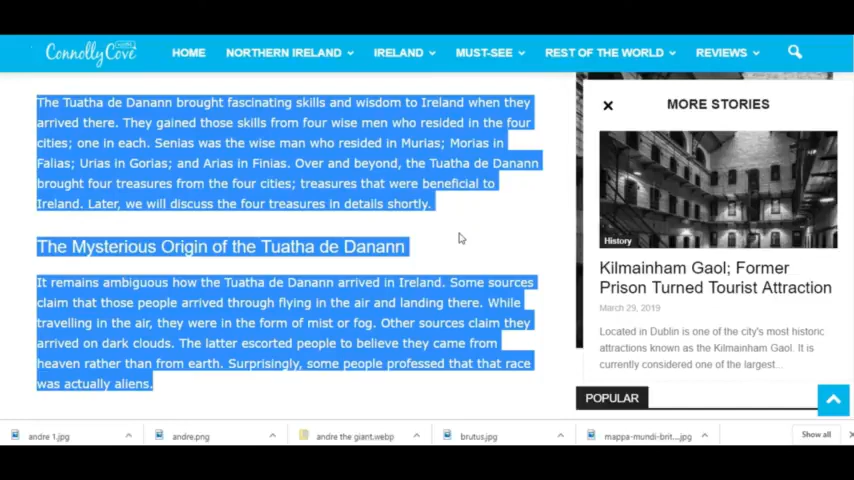 Connolly Cove
HOME NORTHERN IRELAND IRELAND MUST-SEE REST OF THE WORLD REVIEWS
The Tuatha de Danann brought fascinating skills and wisdom to Ireland when they
arrived there. They gained those skills from four wise men who resided in the four
cities; one in each. Senias was the wise man who resided in Murias; Morias in
Falias; Urias in Gorias; and Arias in Finias. Over and beyond, the Tuatha de Danann
brought four treasures from the four cities; treasures that were beneficial to
Ireland. Later, we will discuss the four treasures in details shortly.
The Mysterious Origin of the Tuatha de Danann
It remains ambiguous how the Tuatha de Danann arrived in Ireland. Some sources
claim that those people arrived through flying in the air and landing there. While
travelling in the air, they were in the form of mist or fog. Other sources claim they
arrived on dark clouds. The latter escorted people to believe they came from
heaven rather than from earth. Surprisingly, some people professed that that race
was actually aliens.
MORE STORIES
History
Kilmainham Gaol; Former
Prison Turned Tourist Attraction
March 29, 2019
Located in Dublin is one of the city's most historic
attractions known as the Kilmainham Gaol. It is
currently considered one of the largest...
POPULAR
andre 1.jpg
andre.png
andre the giant.webp
brutus.jpg
mappa-mundi-brit....jpg
Show all